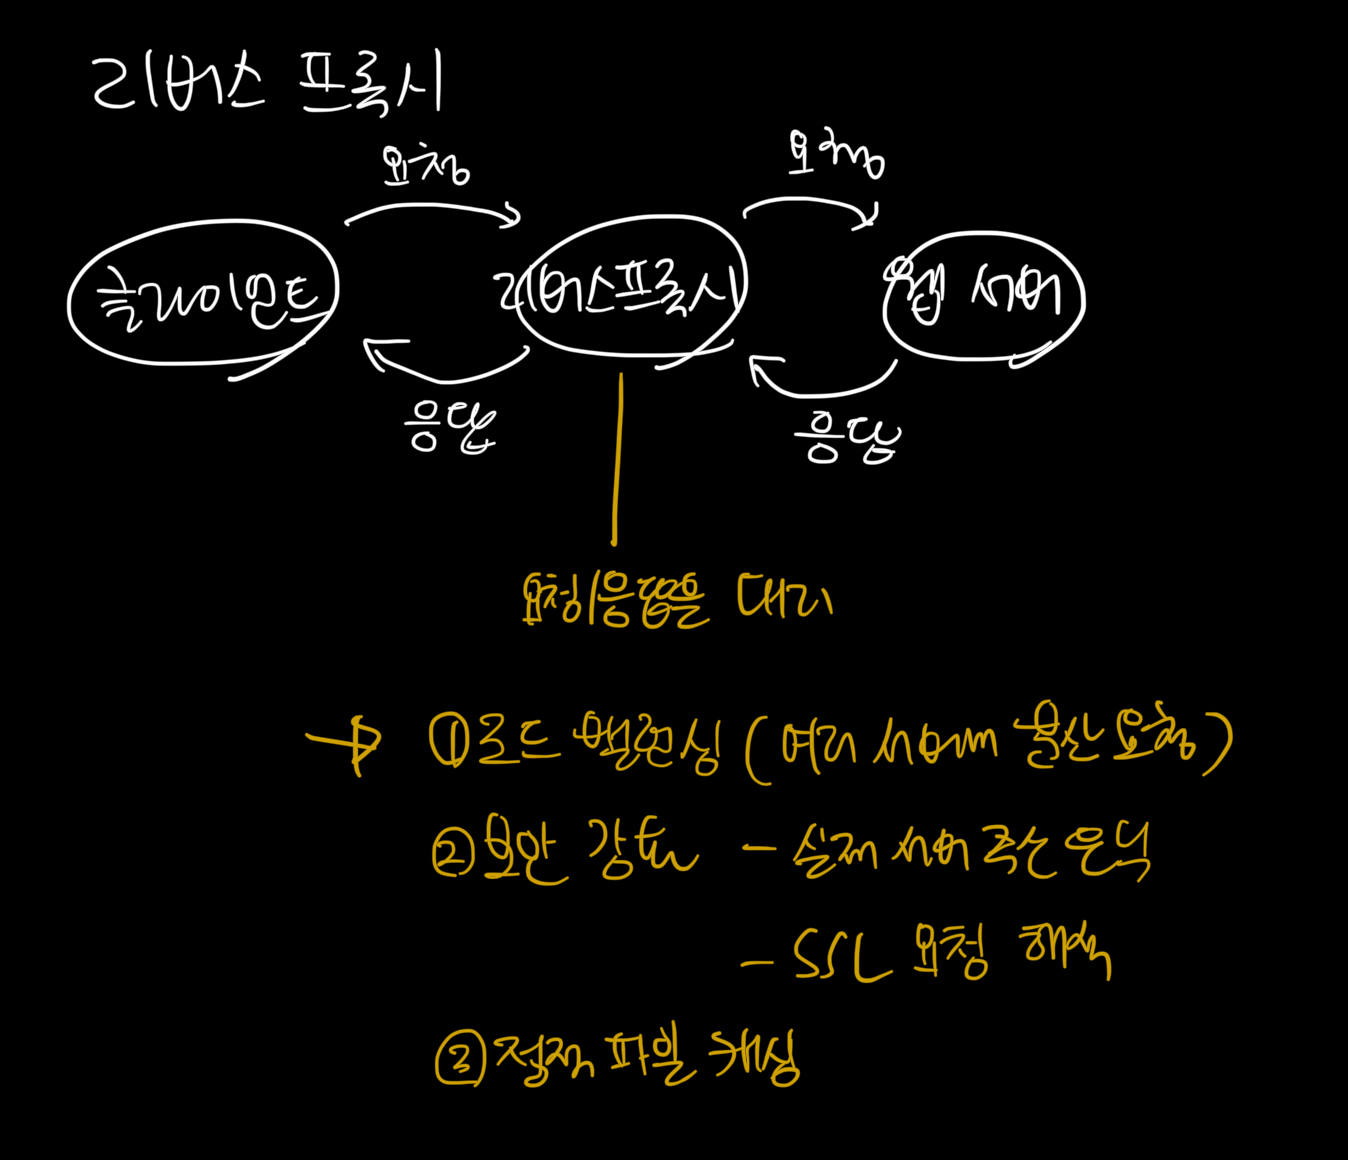 리버스 프록시
요청
요청
클라이언트
리버스프록시
웹 서버
응답
응답
요청/응답을 대리
① 로드 밸런싱 (여러 서버에 분산 요청)
② 보안 강화 - 실제 서버 주소 은닉
- SSL 요청 해석
③ 정적 파일 캐싱